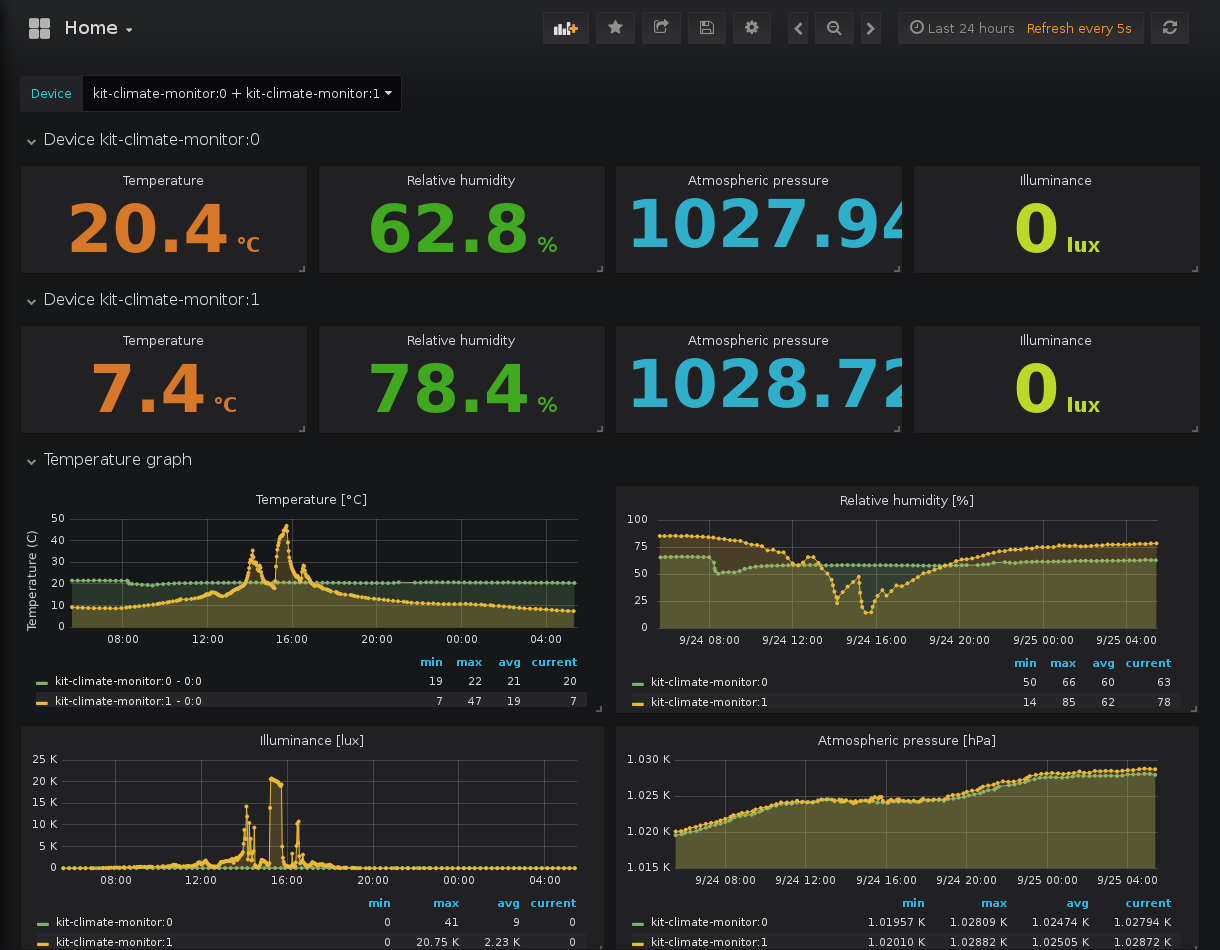 Home
Last 24 hours Refresh every 5s
Device kit-climate-monitor:0 + kit-climate-monitor:1
Device kit-climate-monitor:0
Temperature Relative humidity Atmospheric pressure Illuminance
20.4 °C 62.8 % 1027.94 0 lux
Device kit-climate-monitor:1
Temperature Relative humidity Atmospheric pressure Illuminance
7.4 °C 78.4 % 1028.72 0 lux
Temperature graph
Temperature [°C]
Temperature (C)
50
40
30
20
10
0
08:00 12:00 16:00 20:00 00:00 04:00
min max avg current
kit-climate-monitor:0 - 0:0 19 22 21 20
kit-climate-monitor:1 - 0:0 7 47 19 7
Relative humidity [%]
100
75
50
25
0
9/24 08:00 9/24 12:00 9/24 16:00 9/24 20:00 9/25 00:00 9/25 04:00
min max avg current
kit-climate-monitor:0 50 66 60 63
kit-climate-monitor:1 14 85 62 78
Illuminance [lux]
25 K
20 K
15 K
10 K
5 K
0
08:00 12:00 16:00 20:00 00:00 04:00
min max avg current
kit-climate-monitor:0 0 41 9 0
kit-climate-monitor:1 0 20.75 K 2.23 K 0
Atmospheric pressure [hPa]
1.030 K
1.025 K
1.020 K
1.015 K
9/24 08:00 9/24 12:00 9/24 16:00 9/24 20:00 9/25 00:00 9/25 04:00
min max avg current
kit-climate-monitor:0 1.01957 K 1.02809 K 1.02474 K 1.02794 K
kit-climate-monitor:1 1.02010 K 1.02882 K 1.02505 K 1.02872 K